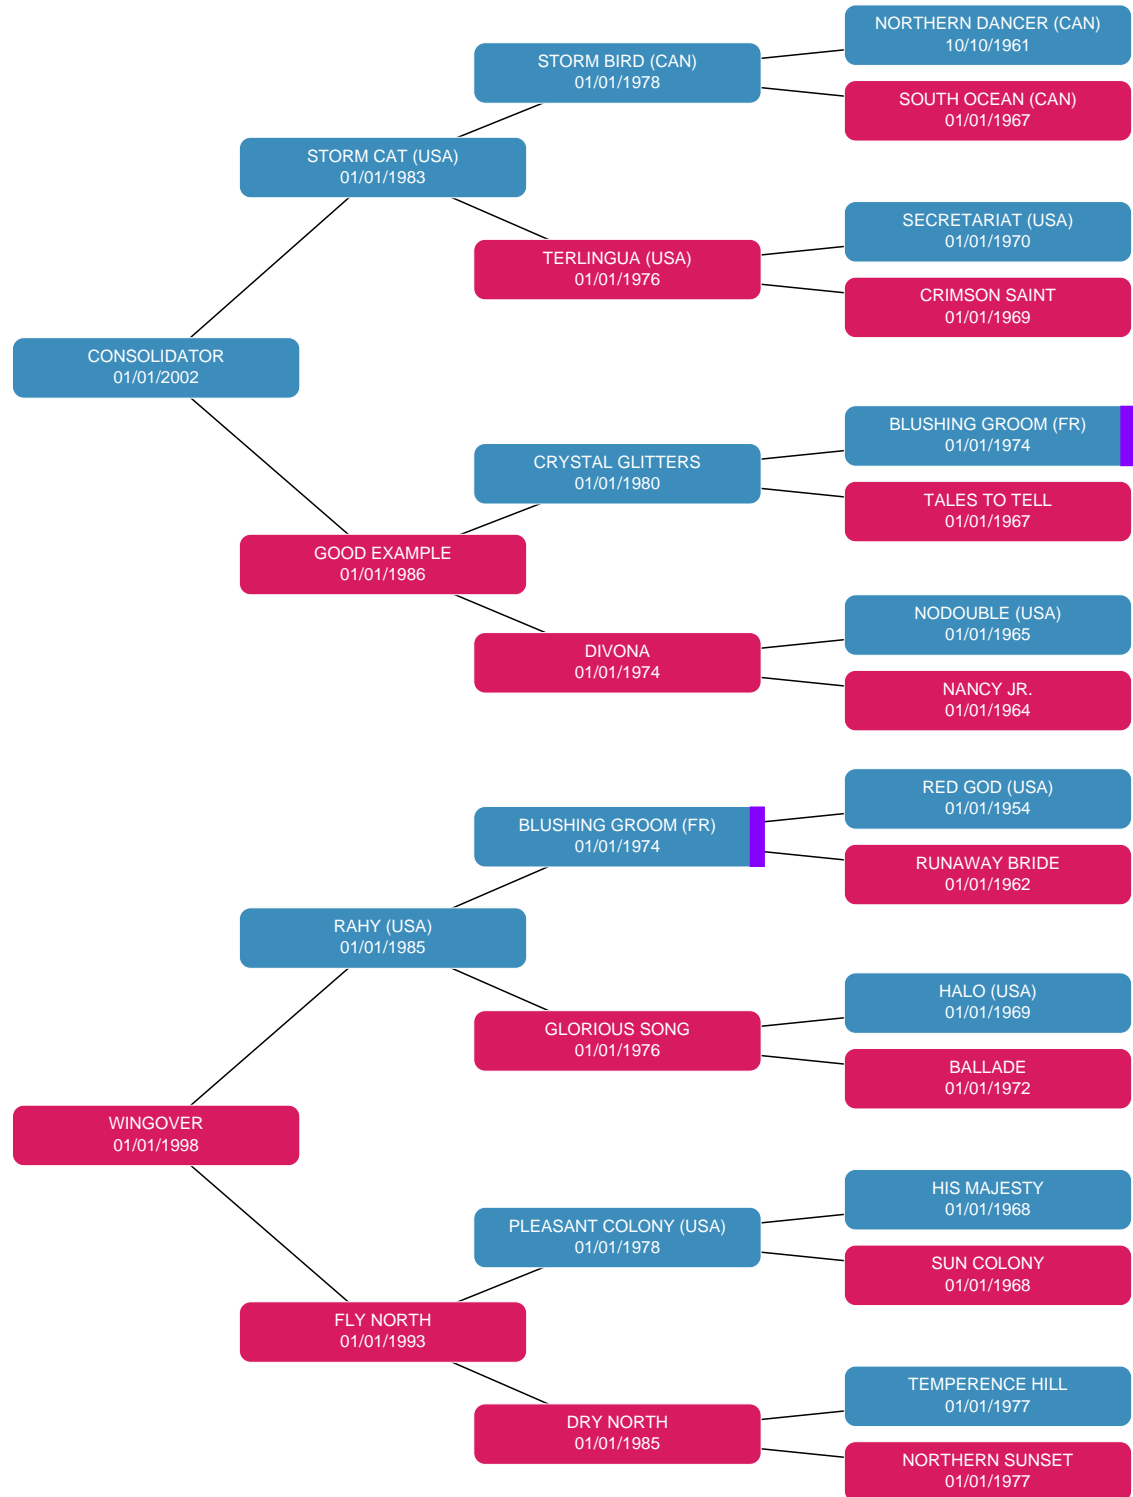 NORTHERN DANCER (CAN)
10/10/1961
STORM BIRD (CAN)
01/01/1978
SOUTH OCEAN (CAN)
01/01/1967
STORM CAT (USA)
01/01/1983
SECRETARIAT (USA)
01/01/1970
TERLINGUA (USA)
01/01/1976
CRIMSON SAINT
01/01/1969
CONSOLIDATOR
01/01/2002
BLUSHING GROOM (FR)
01/01/1974
CRYSTAL GLITTERS
01/01/1980
TALES TO TELL
01/01/1967
GOOD EXAMPLE
01/01/1986
NODOUBLE (USA)
01/01/1965
DIVONA
01/01/1974
NANCY JR.
01/01/1964
RED GOD (USA)
01/01/1954
BLUSHING GROOM (FR)
01/01/1974
RUNAWAY BRIDE
01/01/1962
RAHY (USA)
01/01/1985
HALO (USA)
01/01/1969
GLORIOUS SONG
01/01/1976
BALLADE
01/01/1972
WINGOVER
01/01/1998
HIS MAJESTY
01/01/1968
PLEASANT COLONY (USA)
01/01/1978
SUN COLONY
01/01/1968
FLY NORTH
01/01/1993
TEMPERENCE HILL
01/01/1977
DRY NORTH
01/01/1985
NORTHERN SUNSET
01/01/1977